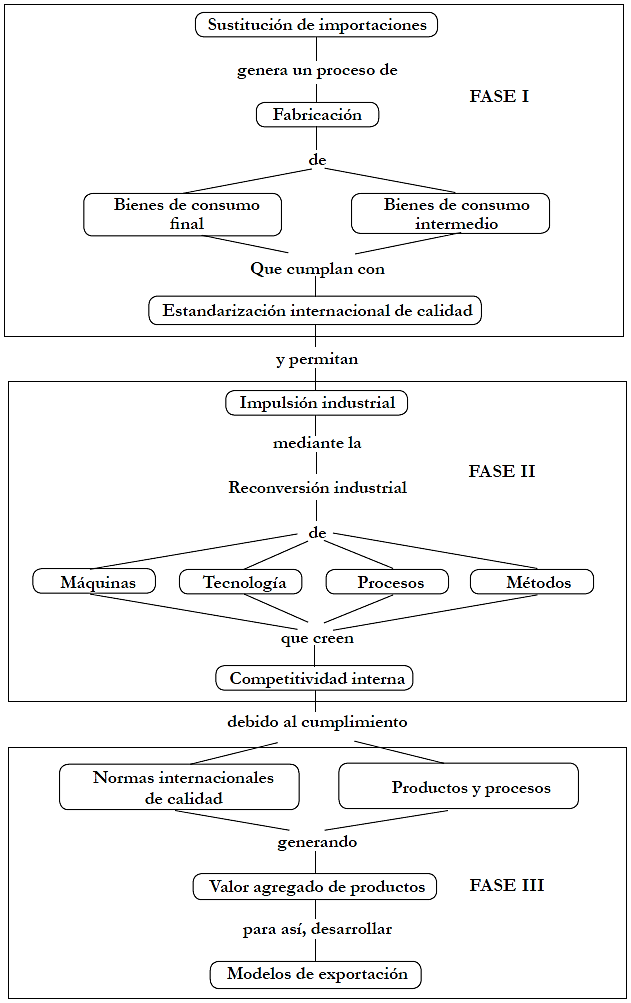 Sustitución de importaciones
genera un proceso de
FASE I
Fabricación
de
Bienes de consumo
final
Bienes de consumo
intermedio
Que cumplan con
Estandarización internacional de calidad
y permitan
Impulsión industrial
mediante la
FASE II
Reconversión industrial
de
Máquinas
Tecnología
Procesos
Métodos
que creen
Competitividad interna
debido al cumplimiento
Normas internacionales
de calidad
Productos y procesos
generando
Valor agregado de productos
FASE III
para así, desarrollar
Modelos de exportación